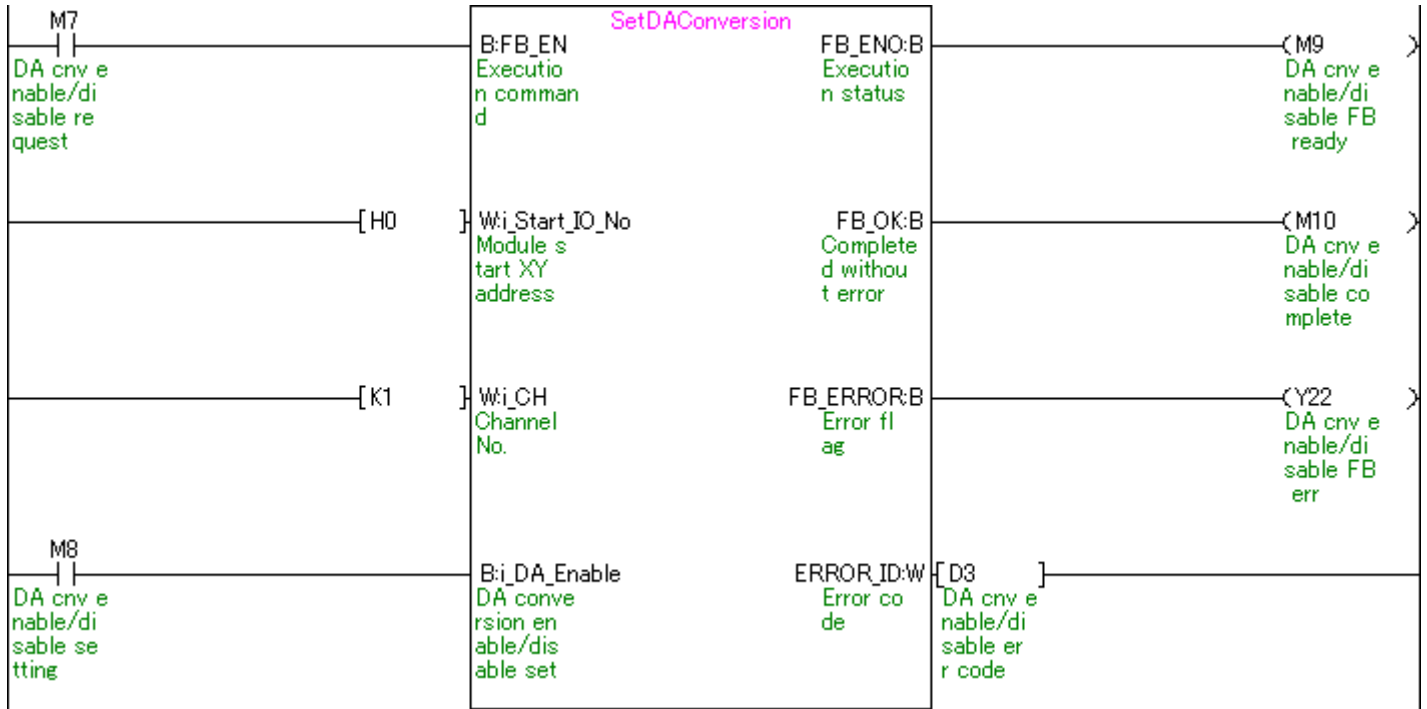 M7
SetDAConversion
B:FB_EN
FB_ENO:B
(M9 )
DA cnv e
nable/di
sable re
quest
Executio
n comman
d
Executio
n status
DA cnv e
nable/di
sable FB
ready
[ H0 ]
W:i_Start_IO_No
Module s
tart XY
address
FB_OK:B
Complete
d withou
t error
(M10 )
DA cnv e
nable/di
sable co
mplete
[ K1 ]
W:i_CH
Channel
No.
FB_ERROR:B
Error fl
ag
(Y22 )
DA cnv e
nable/di
sable FB
err
M8
DA cnv e
nable/di
sable se
tting
B:i_DA_Enable
DA conve
rsion en
able/dis
able set
ERROR_ID:W
Error co
de
[ D3 ]
DA cnv e
nable/di
sable er
r code